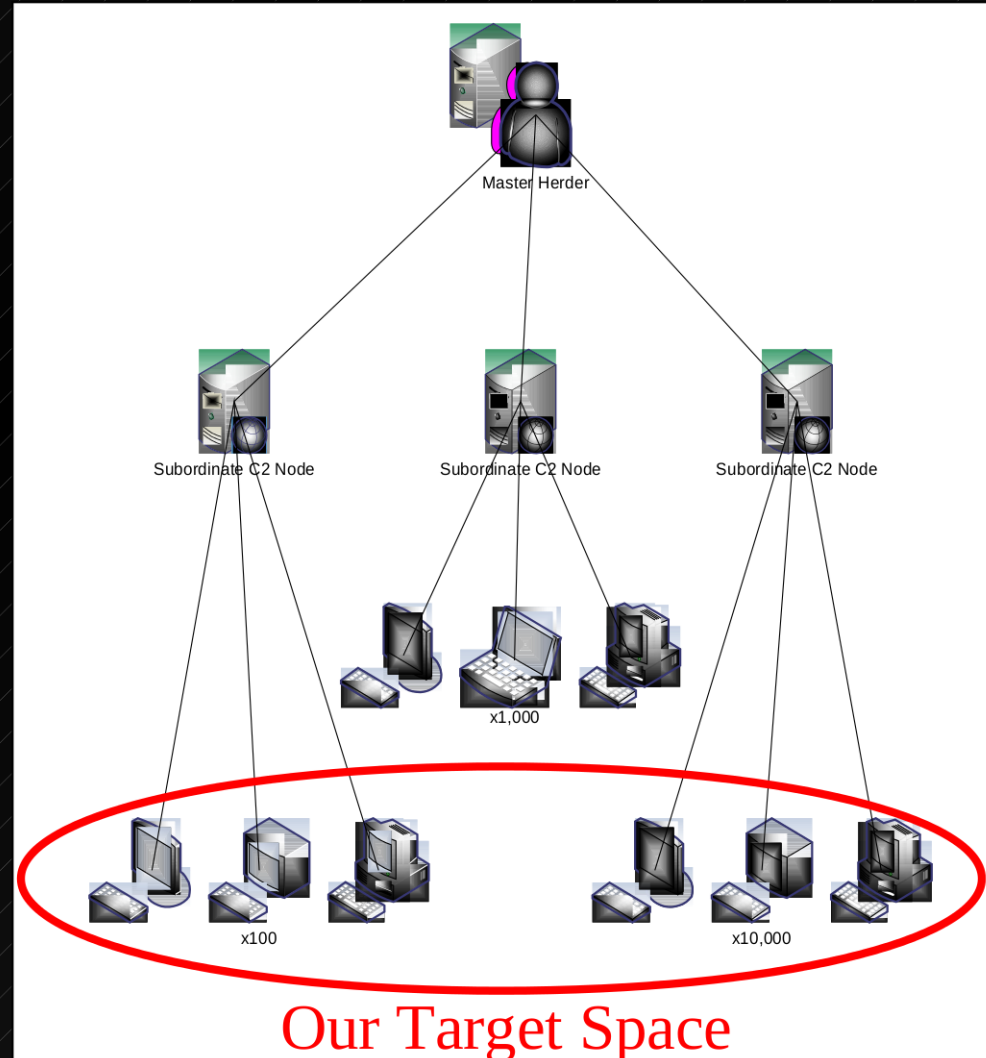 Master Herder
Subordinate C2 Node
Subordinate C2 Node
Subordinate C2 Node
x1,000
x100
x10,000
Our Target Space